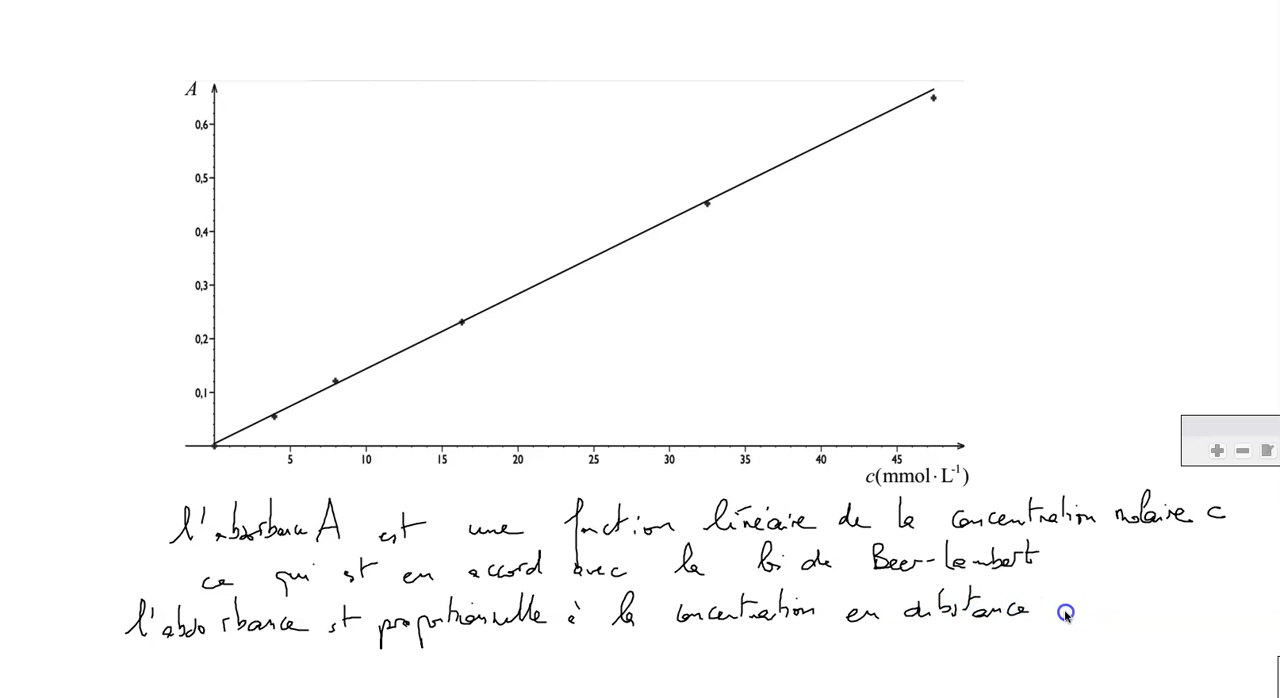 A
0,6
0,5
0,4
0,3
0,2
0,1
5 10 15 20 25 30 35 40 45
c(mmol·L⁻¹)
l'absorbance A est une fonction linéaire de la concentration molaire c
ce qui est en accord avec la loi de Beer-Lambert
l'absorbance est proportionnelle à la concentration en substance